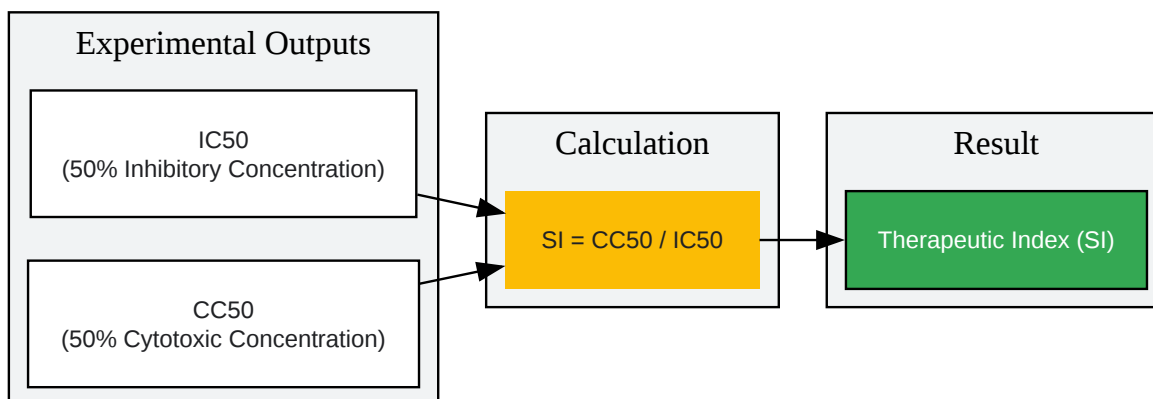 Experimental Outputs
IC50
(50% Inhibitory Concentration)
CC50
(50% Cytotoxic Concentration)
Calculation
SI = CC50 / IC50
Result
Therapeutic Index (SI)